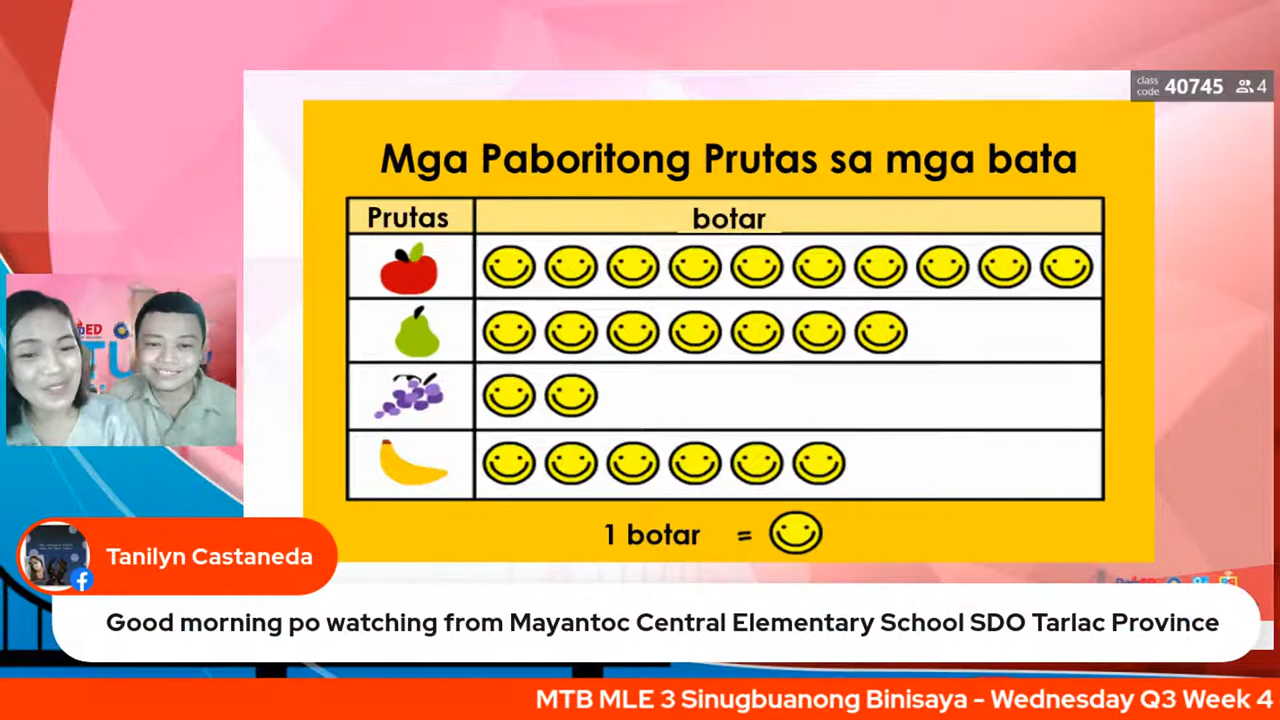 class code 40745 4
Mga Paboritong Prutas sa mga bata
Prutas botar
1 botar =
ED
Tanilyn Castaneda
Good morning po watching from Mayantoc Central Elementary School SDO Tarlac Province
MTB MLE 3 Sinugbuanong Binisaya - Wednesday Q3 Week 4